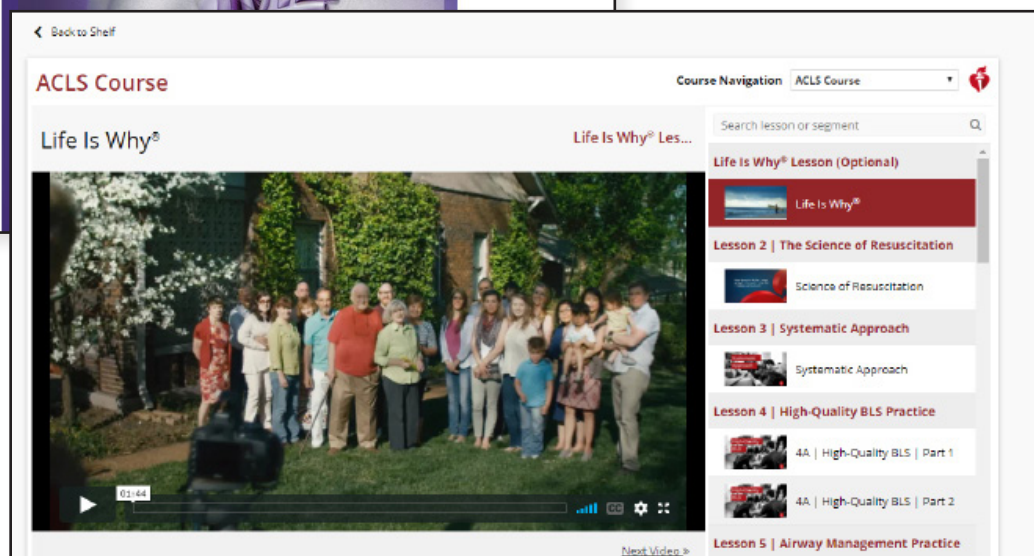 Back to Shelf
ACLS Course
Course Navigation
ACLS Course
Life Is Why®
Life Is Why® Les...
01:44
CC
Next Video »
Search lesson or segment
Life Is Why® Lesson (Optional)
Life Is Why®
Lesson 2 | The Science of Resuscitation
Science of Resuscitation
Lesson 3 | Systematic Approach
Systematic Approach
Lesson 4 | High-Quality BLS Practice
4A | High-Quality BLS | Part 1
4A | High-Quality BLS | Part 2
Lesson 5 | Airway Management Practice